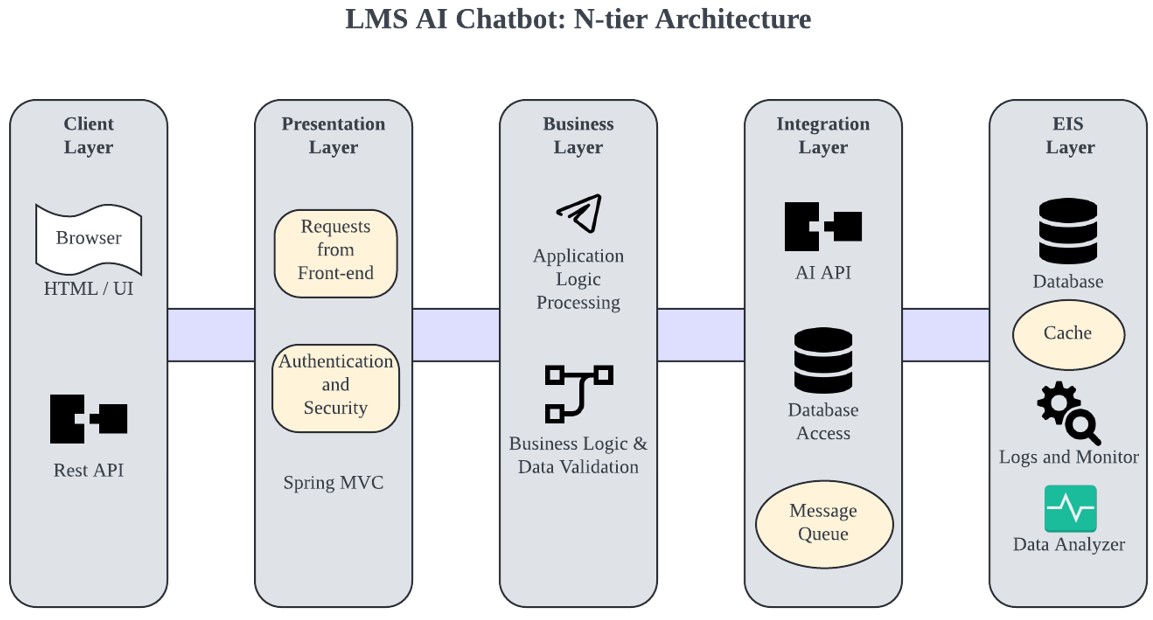 LMS AI Chatbot: N-tier Architecture
Client
Layer
Browser
HTML / UI
Rest API
Presentation
Layer
Requests
from
Front-end
Authentication
and
Security
Spring MVC
Business
Layer
Application
Logic
Processing
Business Logic &
Data Validation
Integration
Layer
AI API
Database
Access
Message
Queue
EIS
Layer
Database
Cache
Logs and Monitor
Data Analyzer